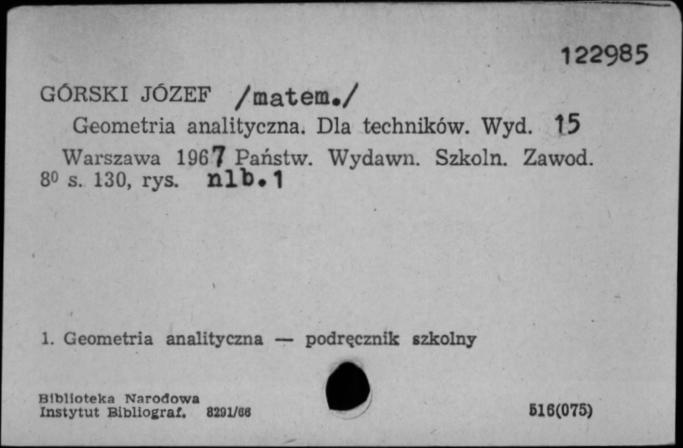 122985
GÓRSKI JÓZEF /matem./
Geometria analityczna. Dla techników. Wyd. 15
Warszawa 1967 Państw. Wydawn. Szkoln. Zawod.
8º s. 130, rys. nlb.1
1. Geometria analityczna — podręcznik szkolny
Biblioteka Narodowa
Instytut Bibliograf. 8291/66
516(075)